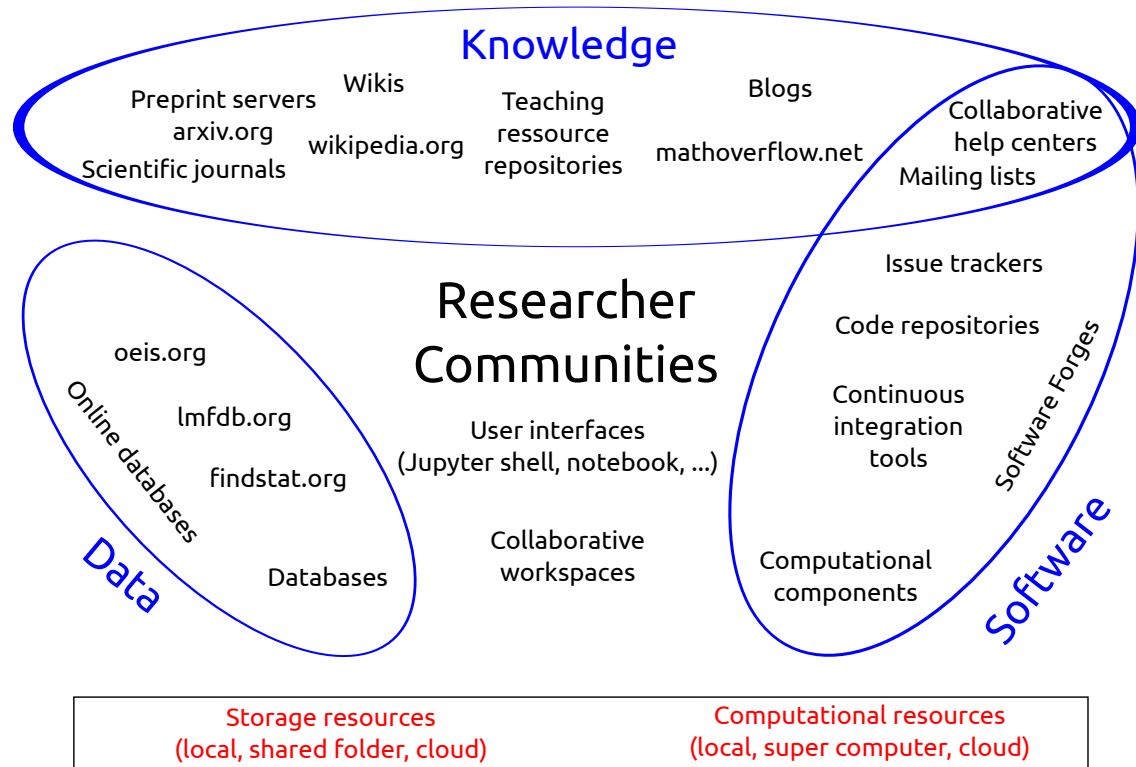 Knowledge
Preprint servers
arxiv.org
Scientific journals
Wikis
wikipedia.org
Teaching
ressource
repositories
Blogs
mathoverflow.net
Collaborative
help centers
Mailing lists
Issue trackers
Code repositories
Continuous
integration
tools
Software Forges
Computational
components
Software
Researcher
Communities
User interfaces
(Jupyter shell, notebook, ...)
Collaborative
workspaces
oeis.org
lmfdb.org
findstat.org
Online databases
Databases
Data
Storage resources
(local, shared folder, cloud)
Computational resources
(local, super computer, cloud)